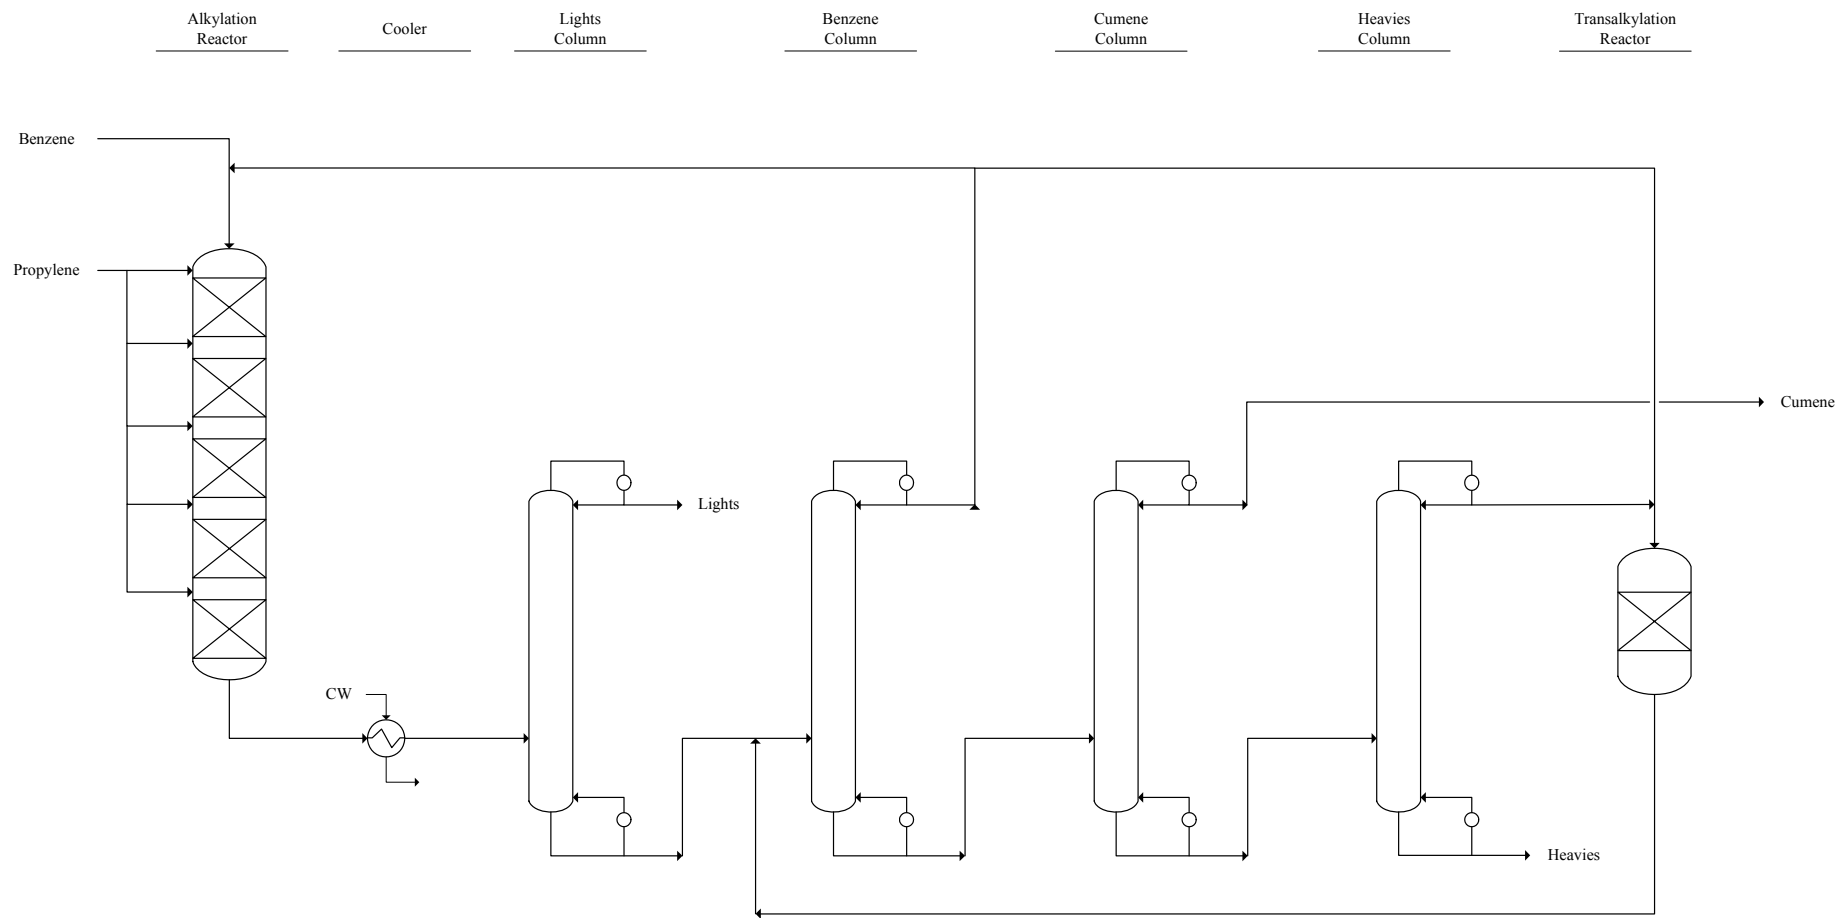 Alkylation
Reactor
Cooler
Lights
Column
Benzene
Column
Cumene
Column
Heavies
Column
Transalkylation
Reactor
Benzene
Propylene
Cumene
Lights
CW
Heavies